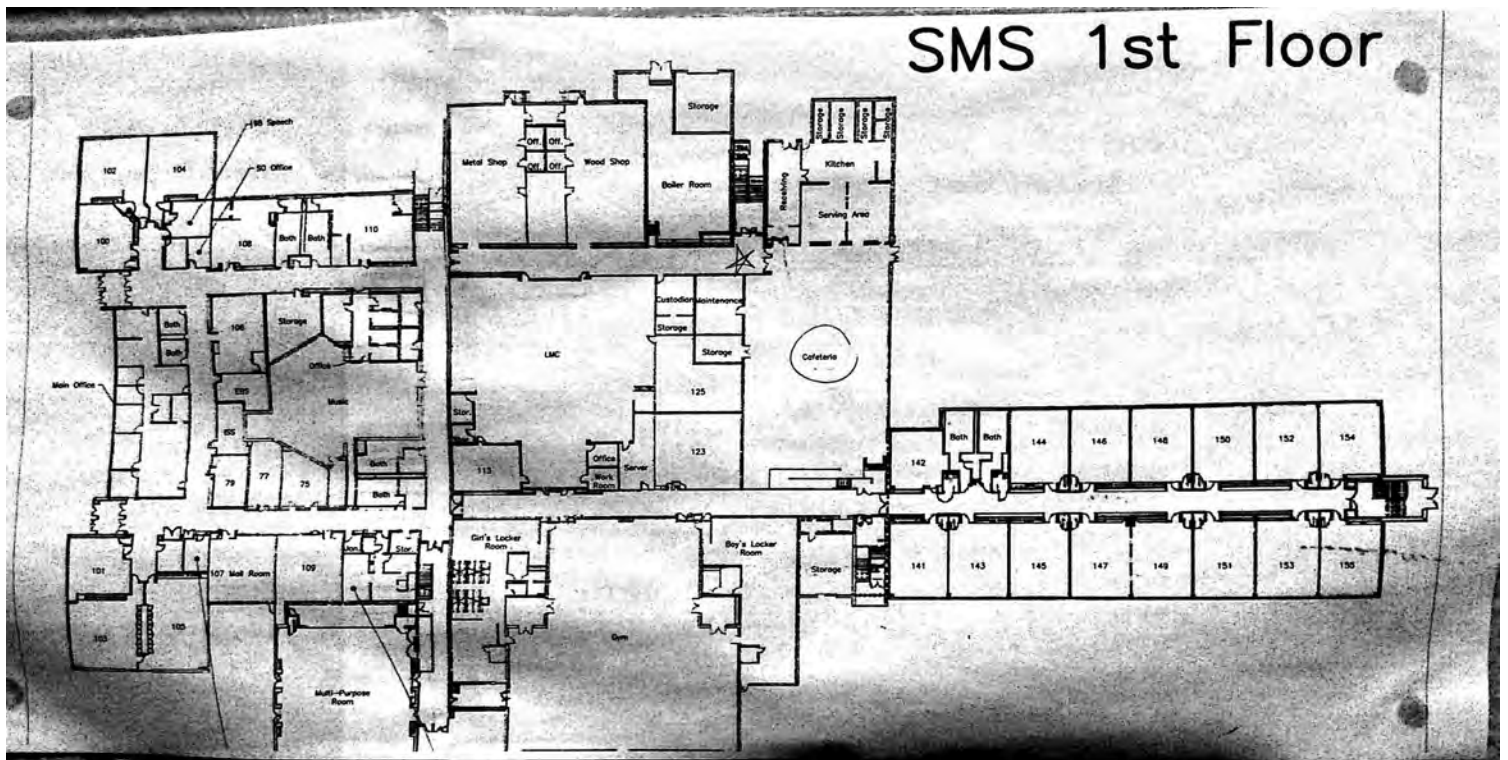 SMS 1st Floor
Storage
Storage
Storage
Storage
Storage
Speech
SO Office
Metal Shop
Off.
Off.
Off.
Off.
Wood Shop
Boiler Room
Receiving
Kitchen
Serving Area
102
104
100
108
Bath
Bath
110
Bath
Bath
Main Office
106
Storage
Office
Music
ISS
79
77
75
Bath
Bath
LMC
Custodian
Maintenance
Storage
Storage
Cafeteria
125
Stor.
113
Office
Work
Room
Server
123
142
Bath
Bath
144
146
148
150
152
154
101
107 Mail Room
109
Jan.
Stor.
103
105
Multi-Purpose
Room
Girl's Locker
Room
Gym
Boy's Locker
Room
Storage
141
143
145
147
149
151
153
155